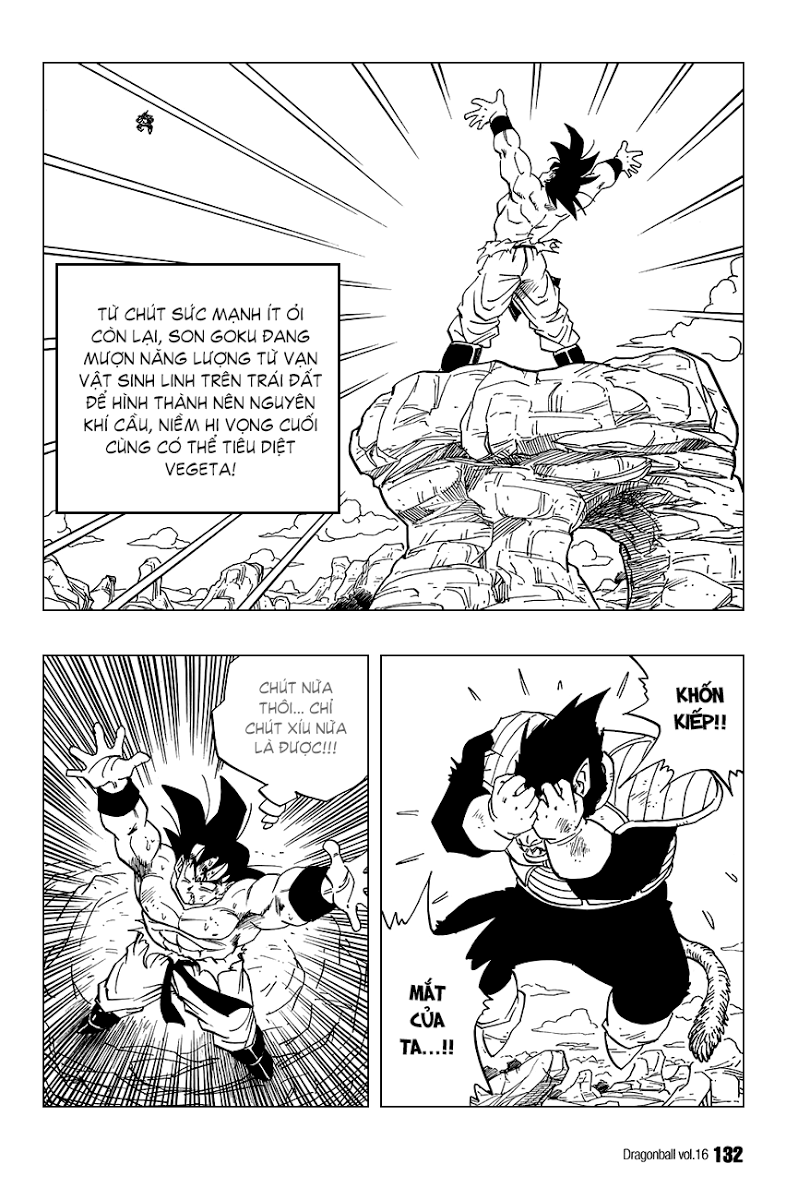 TỪ CHÚT SỨC MẠNH ÍT ỎI
CÒN LẠI, SON GOKU ĐANG
MƯỢN NĂNG LƯỢNG TỪ VẠN
VẬT SINH LINH TRÊN TRÁI ĐẤT
ĐỂ HÌNH THÀNH NÊN NGUYÊN
KHÍ CẦU, NIỀM HI VỌNG CUỐI
CÙNG CÓ THỂ TIÊU DIỆT
VEGETA!
KHỐN
KIẾP!!
MẮT
CỦA
TA...!!
CHÚT NỮA
THÔI... CHỈ
CHÚT XÍU NỮA
LÀ ĐƯỢC!!!
Dragonball vol.16 132